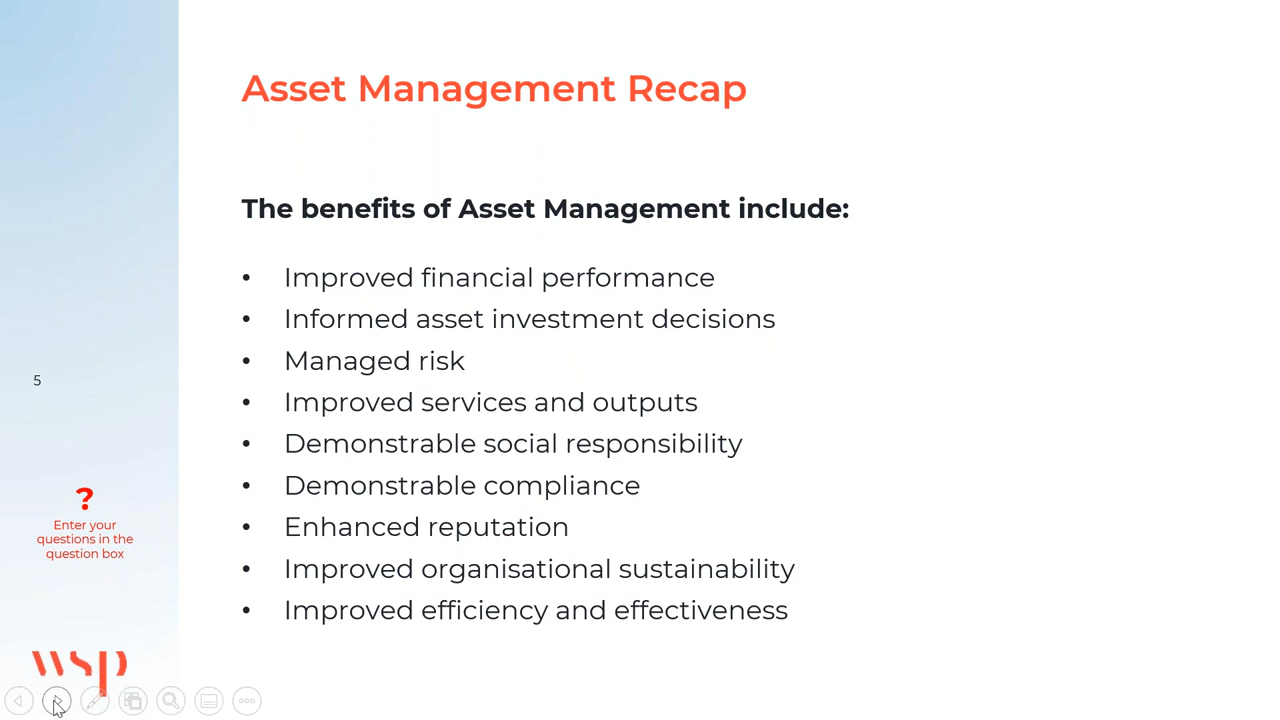 Asset Management Recap
The benefits of Asset Management include:
• Improved financial performance
• Informed asset investment decisions
• Managed risk
• Improved services and outputs
• Demonstrable social responsibility
• Demonstrable compliance
• Enhanced reputation
• Improved organisational sustainability
• Improved efficiency and effectiveness
5
?
Enter your
questions in the
question box
wsp